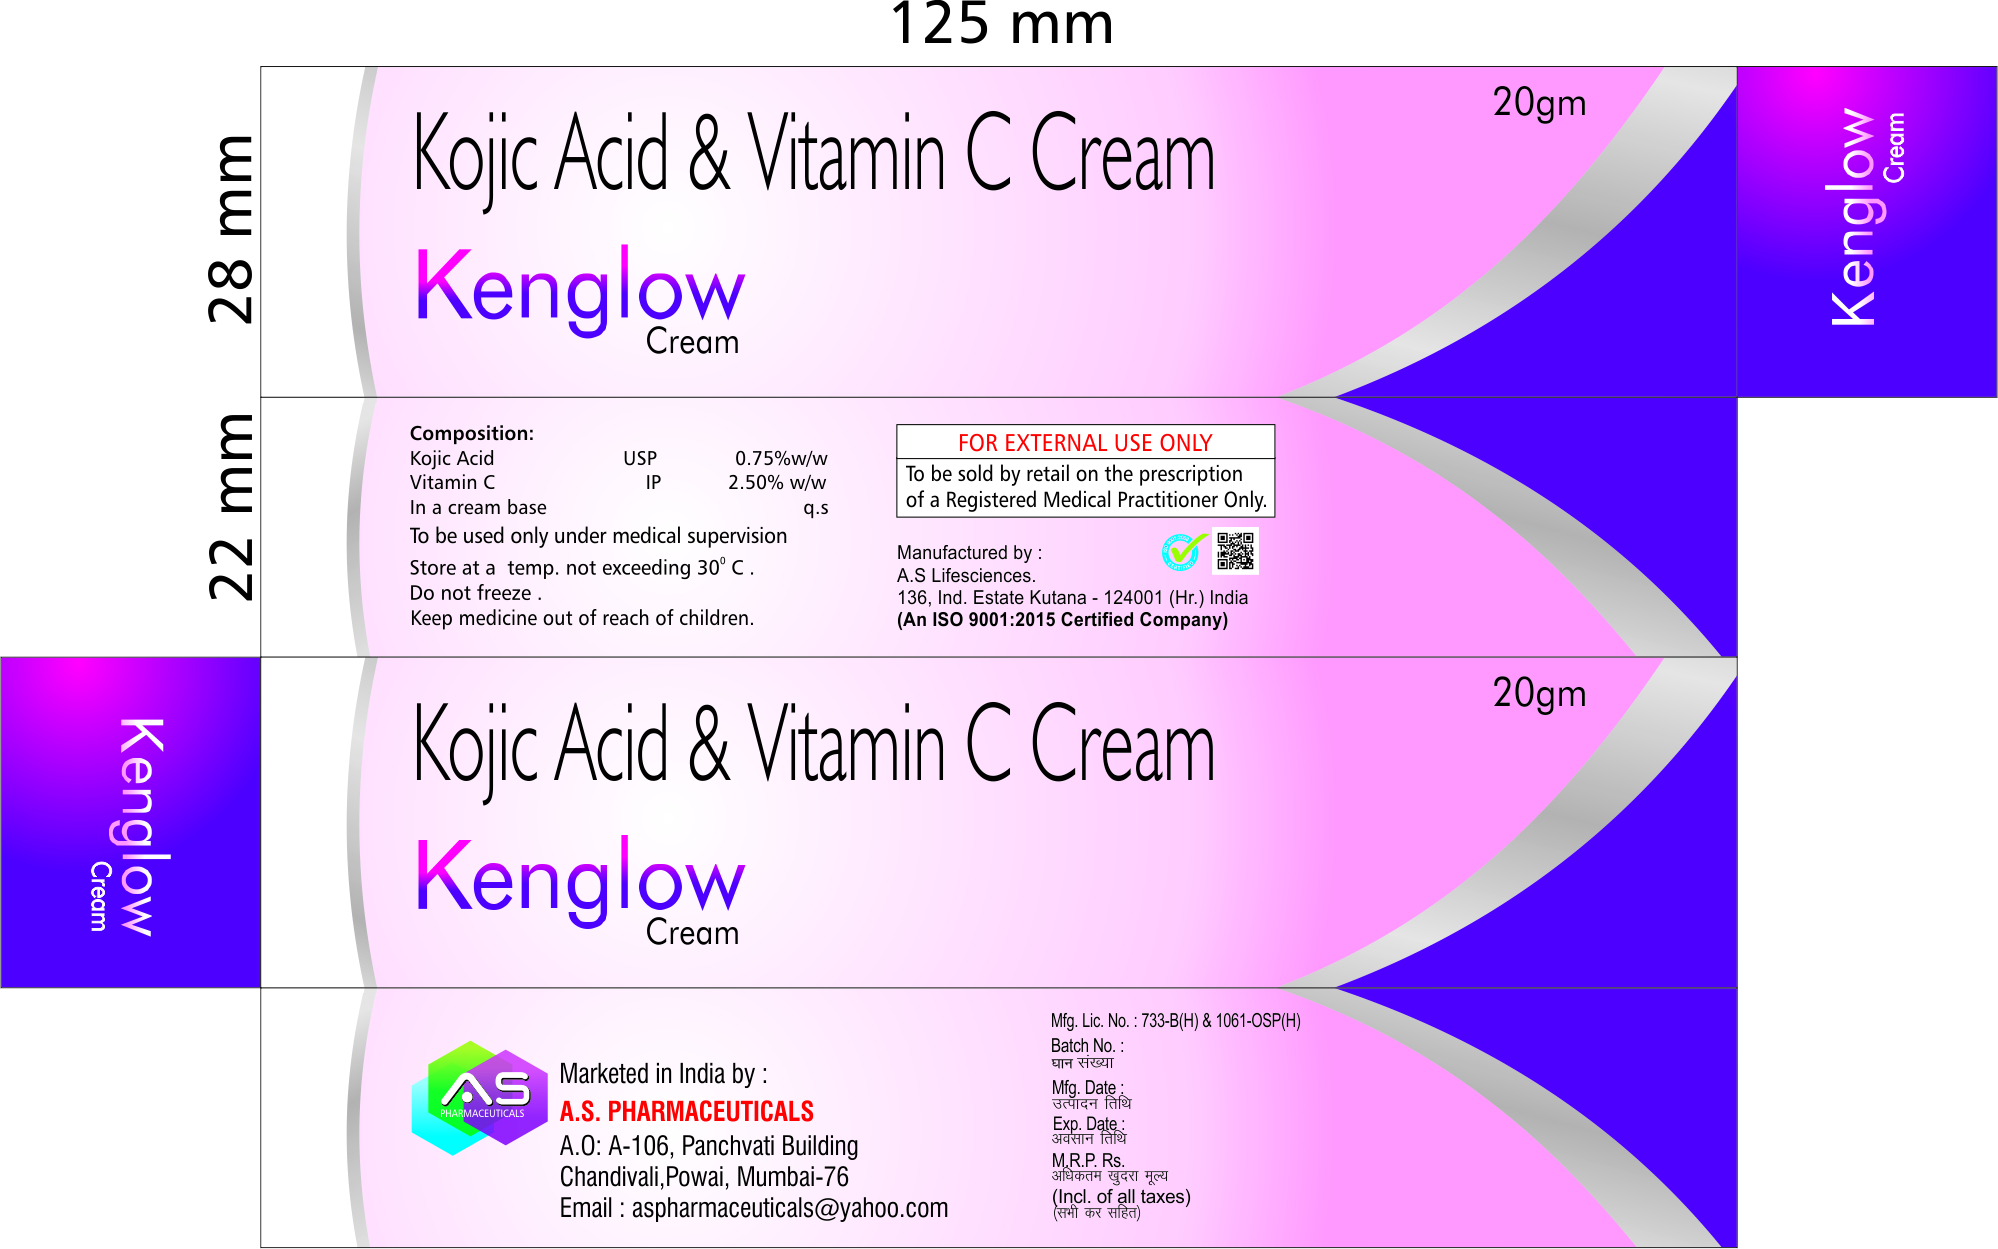 125 mm
28 mm
Kojic Acid & Vitamin C Cream
20gm
Kenglow
Cream
Kenglow
Cream
22 mm
Composition:
Kojic Acid USP 0.75%w/w
Vitamin C IP 2.50% w/w
In a cream base q.s
To be used only under medical supervision
Store at a temp. not exceeding 30⁰ C .
Do not freeze .
Keep medicine out of reach of children.
FOR EXTERNAL USE ONLY
To be sold by retail on the prescription
of a Registered Medical Practitioner Only.
Manufactured by :
A.S Lifesciences.
136, Ind. Estate Kutana - 124001 (Hr.) India
(An ISO 9001:2015 Certified Company)
Kenglow
Cream
Kojic Acid & Vitamin C Cream
20gm
Kenglow
Cream
AS
PHARMACEUTICALS
Marketed in India by :
A.S. PHARMACEUTICALS
A.O: A-106, Panchvati Building
Chandivali,Powai, Mumbai-76
Email : aspharmaceuticals@yahoo.com
Mfg. Lic. No. : 733-B(H) & 1061-OSP(H)
Batch No. :
घान संख्या
Mfg. Date :
उत्पादन तिथि
Exp. Date :
अवसान तिथि
M.R.P. Rs.
अधिकतम खुदरा मूल्य
(Incl. of all taxes)
(सभी कर सहित)